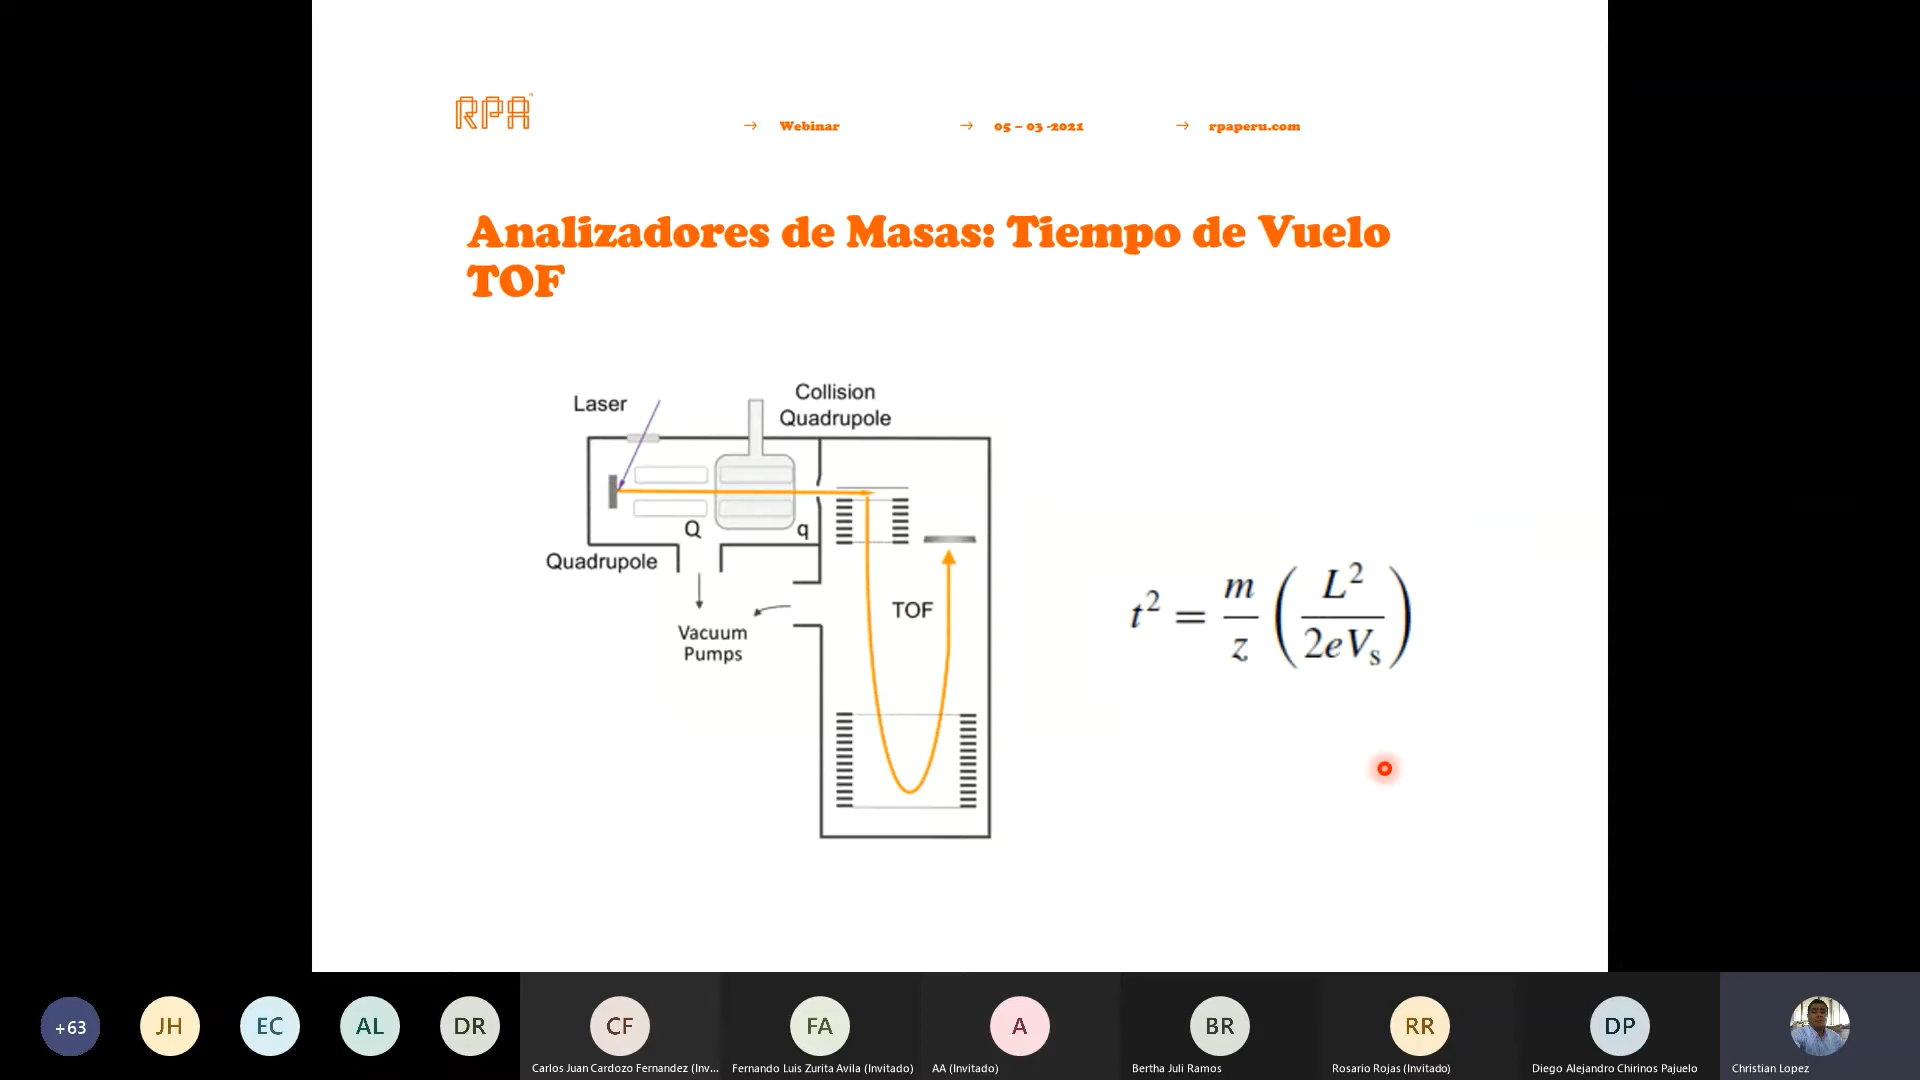 RPA
→ Webinar → 05 – 03 -2021 → rpaperu.com
Analizadores de Masas: Tiempo de Vuelo
TOF
Laser
Collision
Quadrupole
Q
q
Quadrupole
TOF
Vacuum
Pumps
t² = m/z (L²/2eVₛ)
+63
JH
EC
AL
DR
CF
FA
A
BR
RR
DP
Carlos Juan Cardozo Fernandez (Inv...
Fernando Luis Zurita Avila (Invitado)
AA (Invitado)
Bertha Juli Ramos
Rosario Rojas (Invitado)
Diego Alejandro Chirinos Pajuelo
Christian Lopez